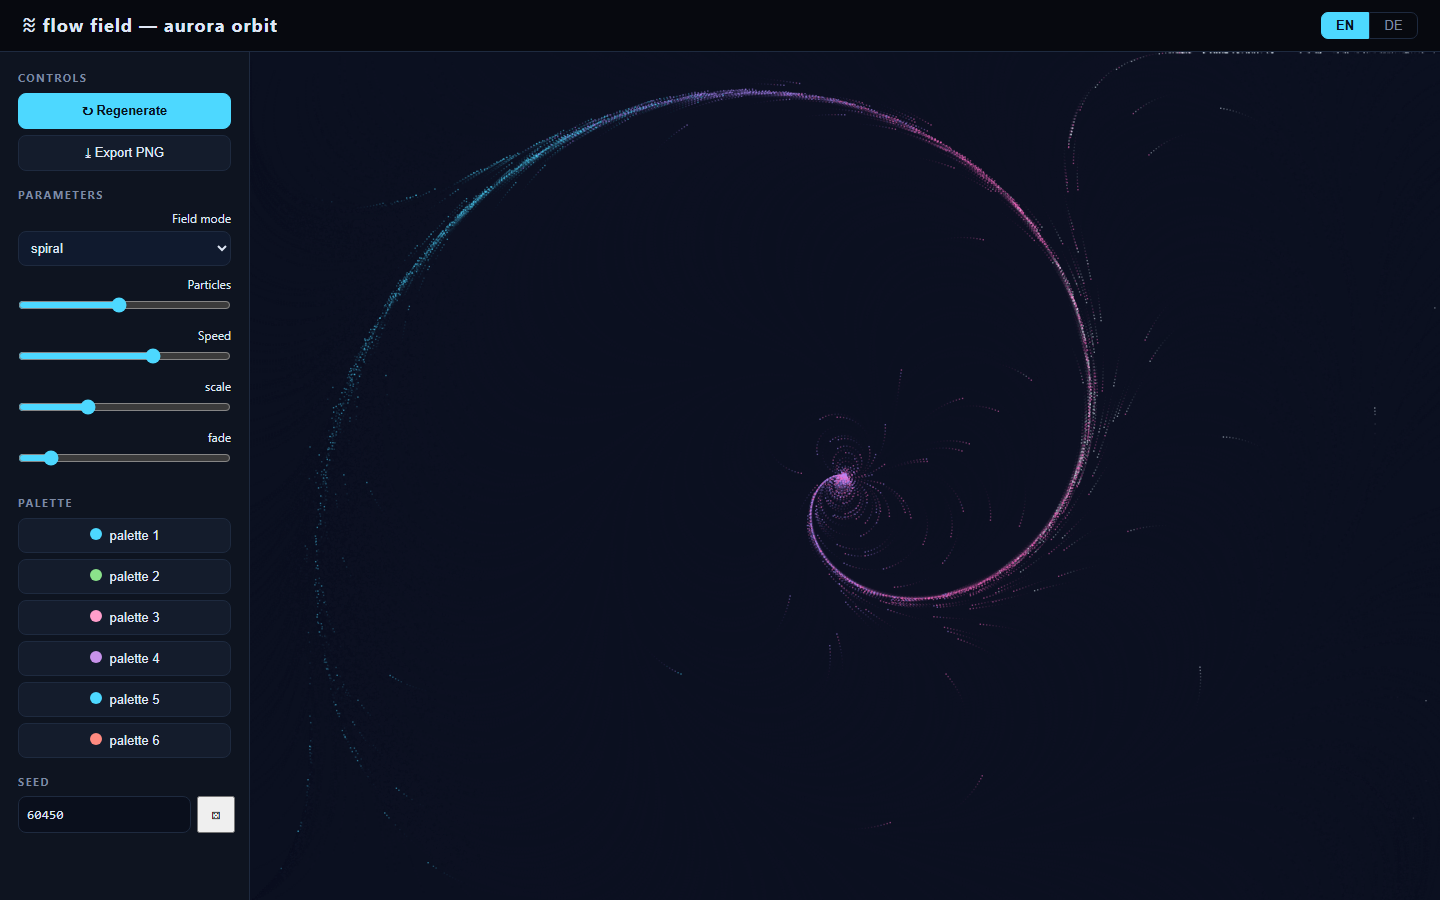 ≋ flow field — aurora orbit
EN DE
CONTROLS
↻ Regenerate
⤓ Export PNG
PARAMETERS
Field mode
spiral
Particles
Speed
scale
fade
PALETTE
palette 1
palette 2
palette 3
palette 4
palette 5
palette 6
SEED
60450